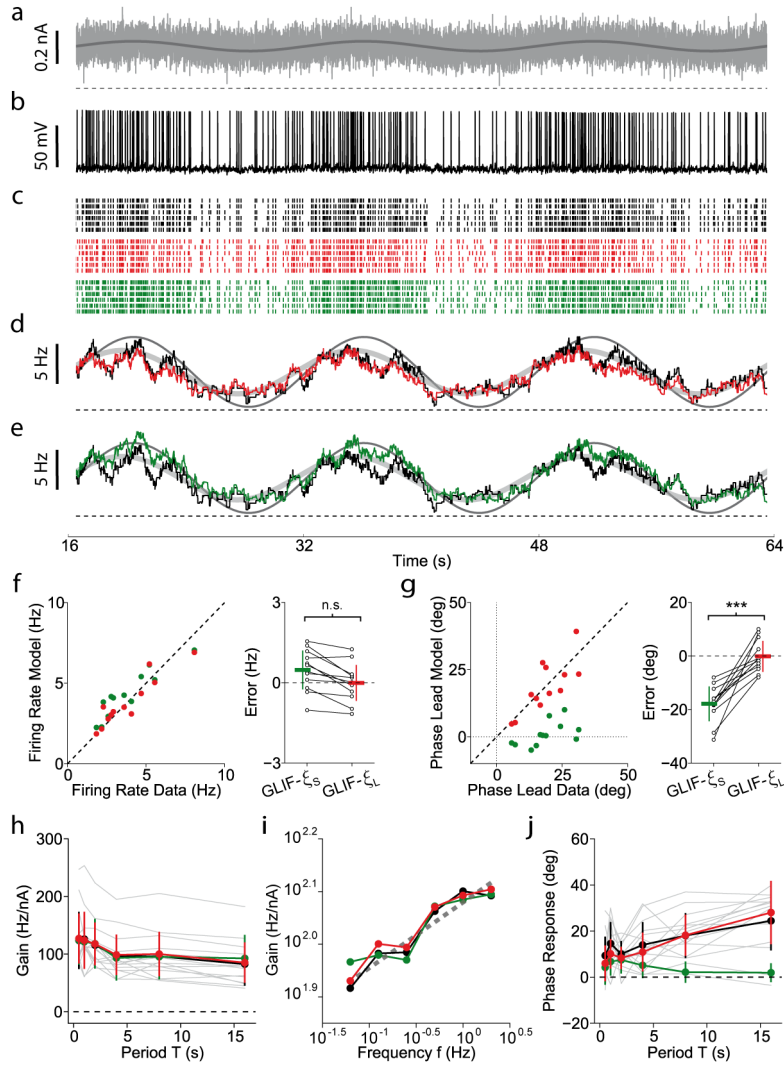 a
0.2 nA
b
50 mV
c
d
5 Hz
e
5 Hz
16
32
48
64
Time (s)
f
Firing Rate Model (Hz)
10
5
0
0
5
10
Firing Rate Data (Hz)
n.s.
Error (Hz)
3
0
−3
GLIF-ξS
GLIF-ξL
g
Phase Lead Model (deg)
50
25
0
0
25
50
Phase Lead Data (deg)
***
Error (deg)
20
0
−20
−40
GLIF-ξS
GLIF-ξL
h
Gain (Hz/nA)
300
200
100
0
0
5
10
15
Period T (s)
i
Gain (Hz/nA)
10^2.2
10^2.1
10^2.0
10^1.9
10^-1.5
10^-1
10^-0.5
10^0
10^0.5
Frequency f (Hz)
j
Phase Response (deg)
60
40
20
0
−20
0
5
10
15
Period T (s)